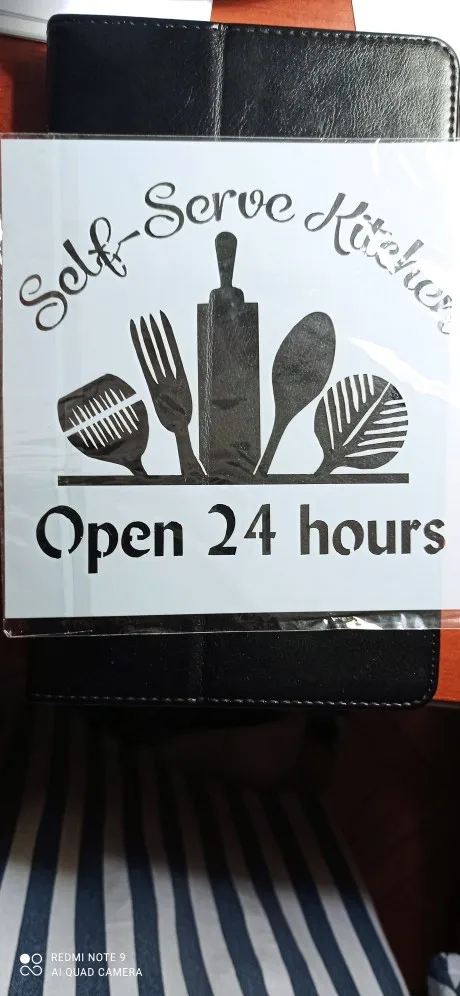 Self-Serve Kitchen
Open 24 hours
REDMI NOTE 9
AI QUAD CAMERA